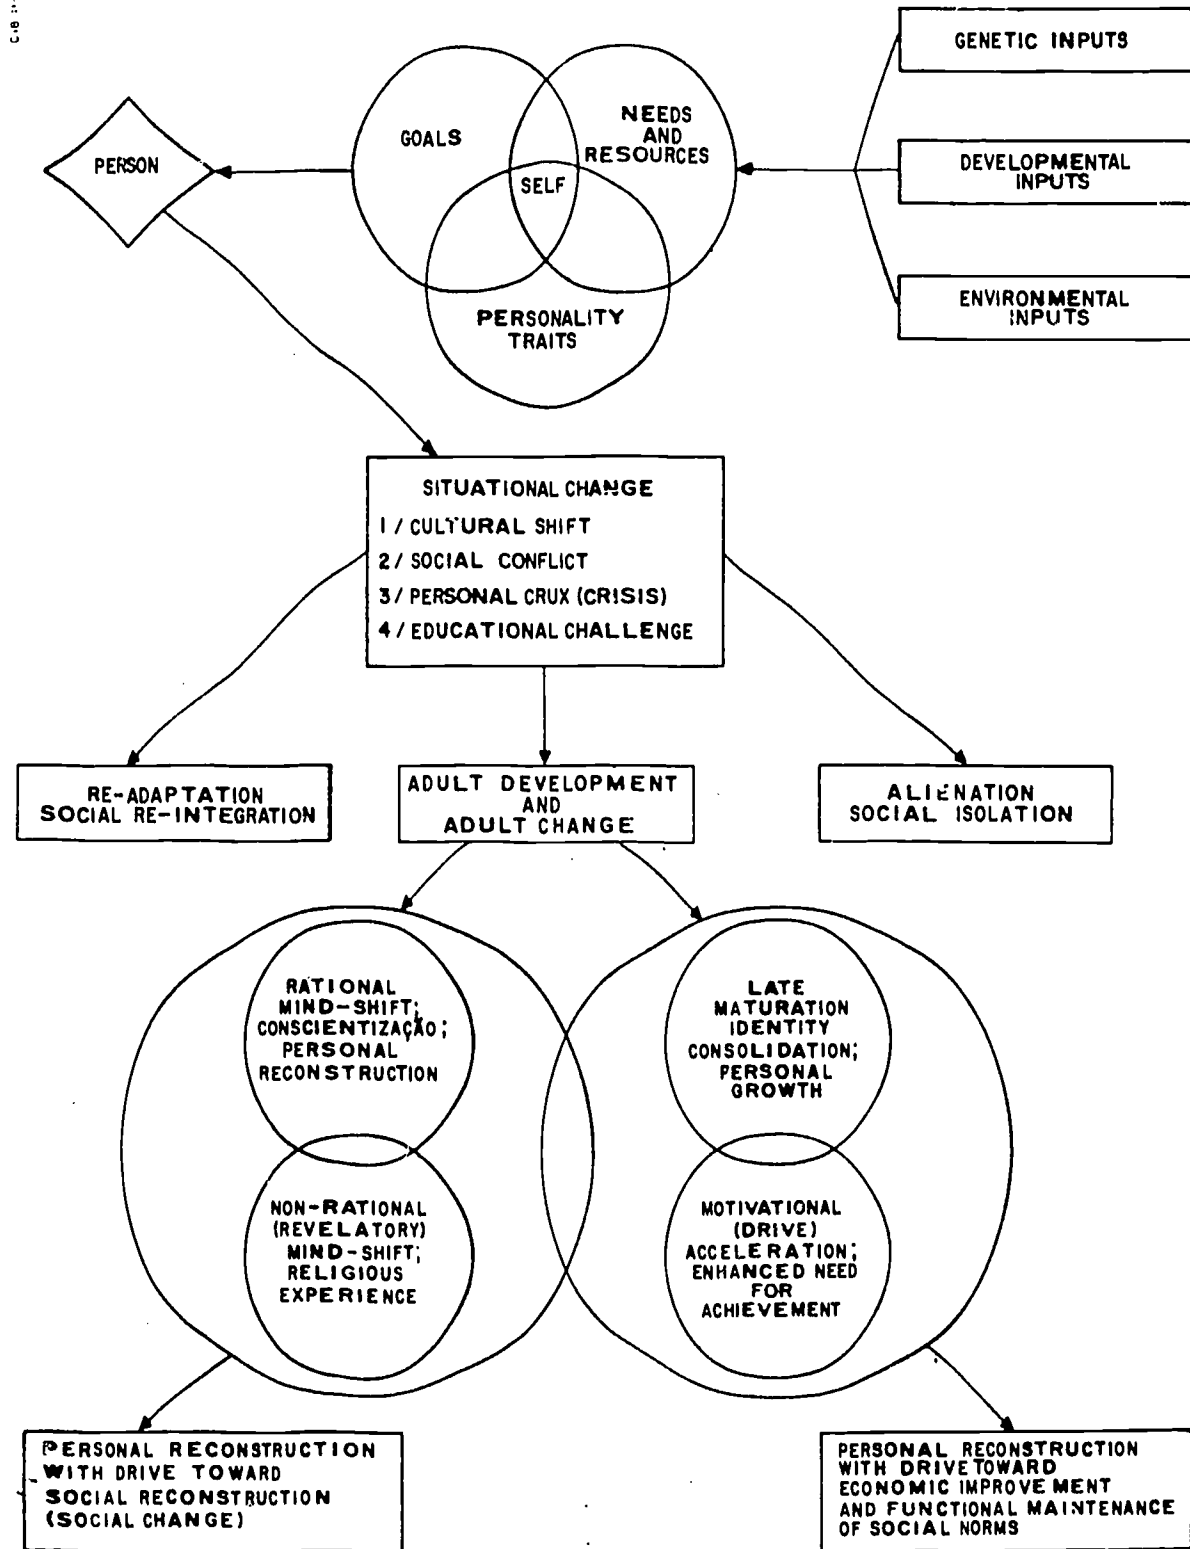 GENETIC INPUTS
GOALS
NEEDS
AND
RESOURCES
PERSON
DEVELOPMENTAL
INPUTS
SELF
PERSONALITY
TRAITS
ENVIRONMENTAL
INPUTS
SITUATIONAL CHANGE
1 / CULTURAL SHIFT
2 / SOCIAL CONFLICT
3 / PERSONAL CRUX (CRISIS)
4 / EDUCATIONAL CHALLENGE
RE-ADAPTATION
SOCIAL RE-INTEGRATION
ADULT DEVELOPMENT
AND
ADULT CHANGE
ALIENATION
SOCIAL ISOLATION
RATIONAL
MIND-SHIFT;
CONSCIENTIZAÇÃO;
PERSONAL
RECONSTRUCTION
LATE
MATURATION
IDENTITY
CONSOLIDATION;
PERSONAL
GROWTH
NON-RATIONAL
(REVELATORY)
MIND-SHIFT;
RELIGIOUS
EXPERIENCE
MOTIVATIONAL
(DRIVE)
ACCELERATION;
ENHANCED NEED
FOR
ACHIEVEMENT
PERSONAL RECONSTRUCTION
WITH DRIVE TOWARD
SOCIAL RECONSTRUCTION
(SOCIAL CHANGE)
PERSONAL RECONSTRUCTION
WITH DRIVE TOWARD
ECONOMIC IMPROVEMENT
AND FUNCTIONAL MAINTENANCE
OF SOCIAL NORMS